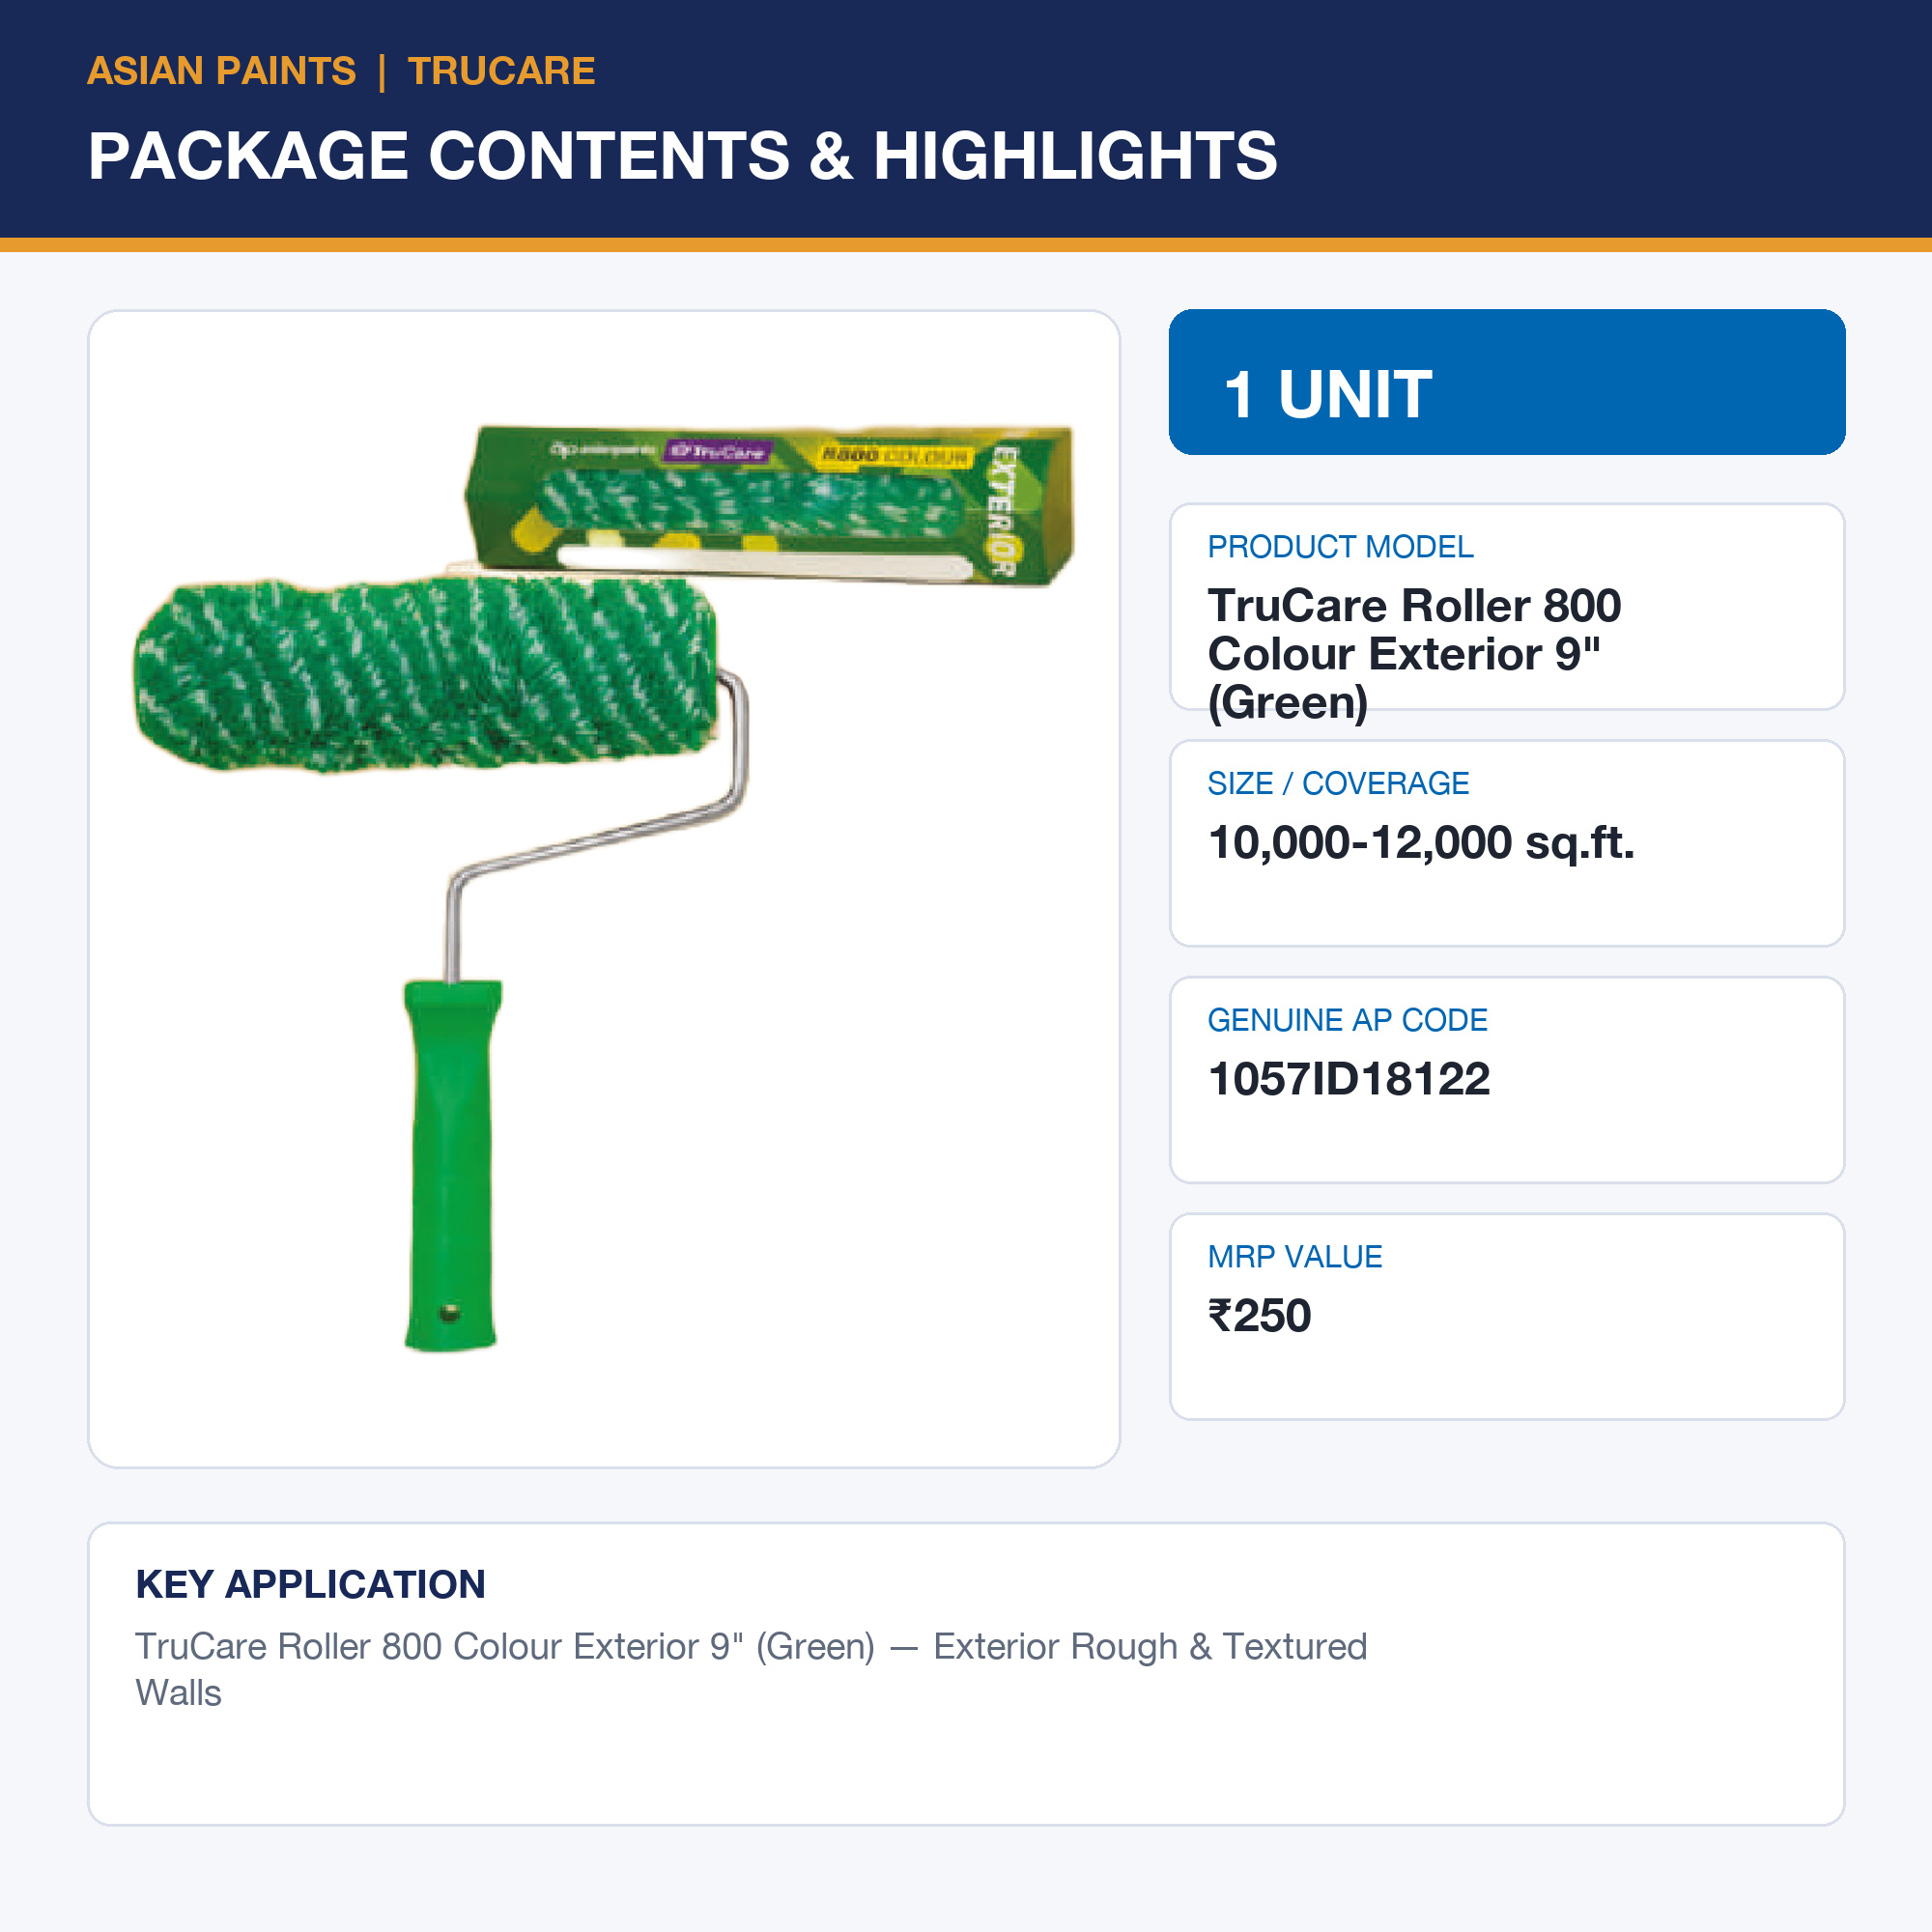 ASIAN PAINTS | TRUCARE
PACKAGE CONTENTS & HIGHLIGHTS
TruCare
COLOUR
EXTERIOR
1 UNIT
PRODUCT MODEL
TruCare Roller 800
Colour Exterior 9"
(Green)
SIZE / COVERAGE
10,000-12,000 sq.ft.
GENUINE AP CODE
1057ID18122
MRP VALUE
₹250
KEY APPLICATION
TruCare Roller 800 Colour Exterior 9" (Green) — Exterior Rough & Textured
Walls